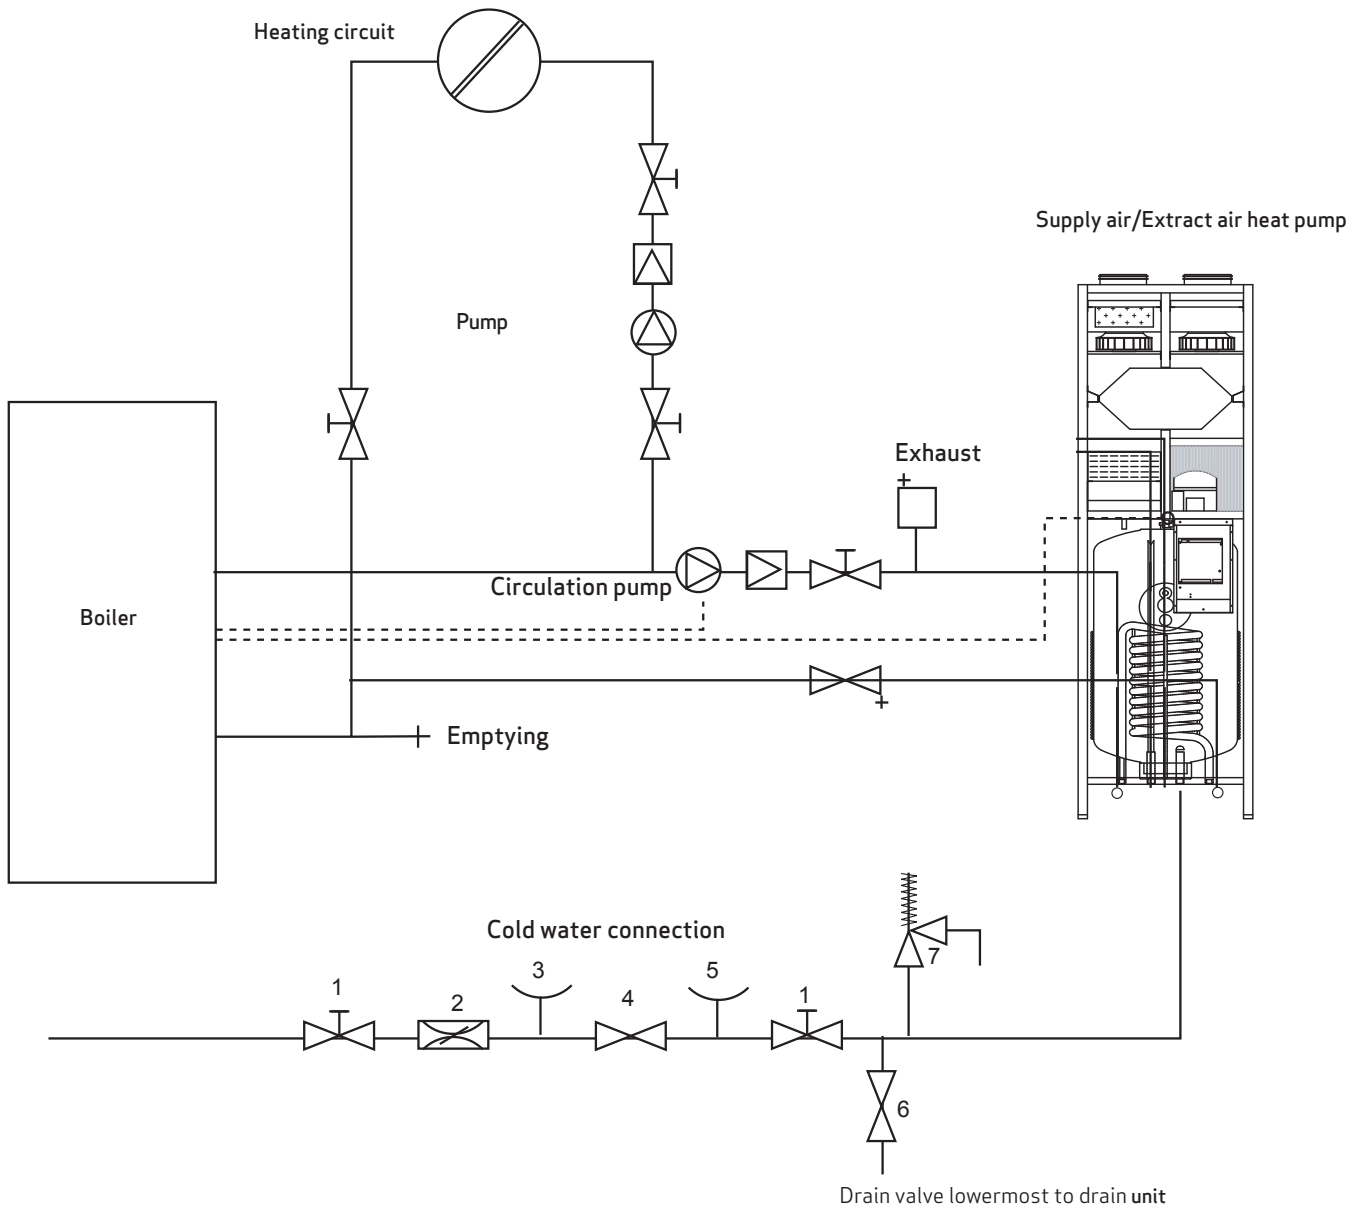 Heating circuit
Supply air/Extract air heat pump
Pump
Exhaust
Circulation pump
Boiler
Emptying
Cold water connection
1
2
3
4
5
1
7
6
Drain valve lowermost to drain unit